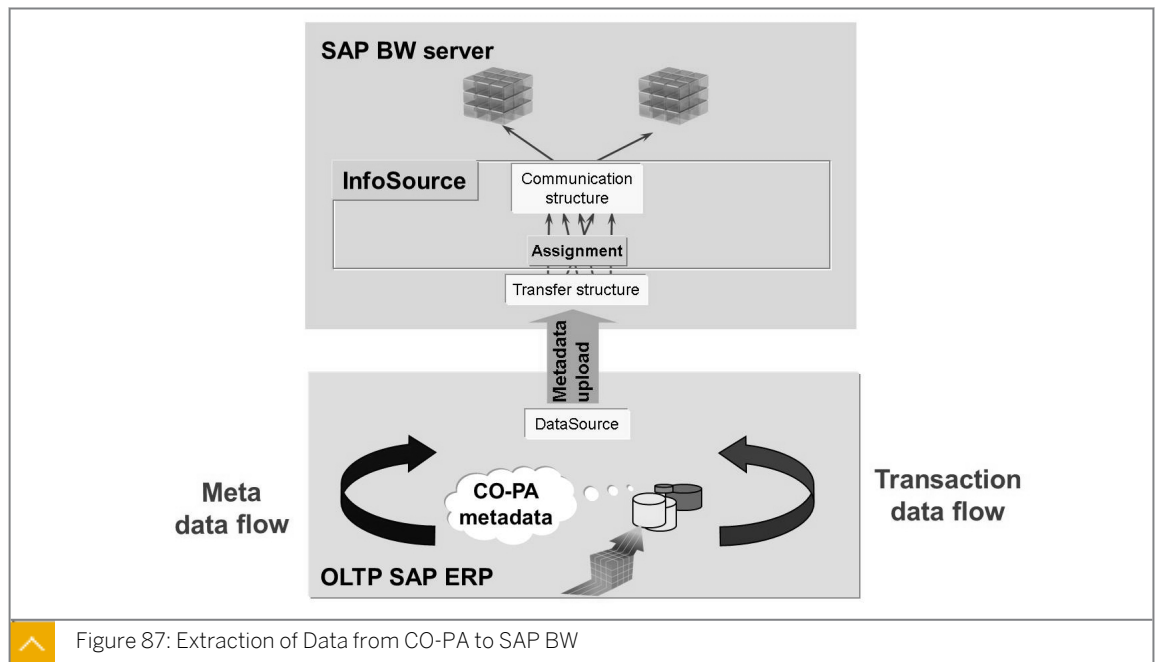 SAP BW server
InfoSource
Communication
structure
Assignment
Transfer structure
Metadata
upload
DataSource
Meta
data flow
CO-PA
metadata
Transaction
data flow
OLTP SAP ERP
Figure 87: Extraction of Data from CO-PA to SAP BW